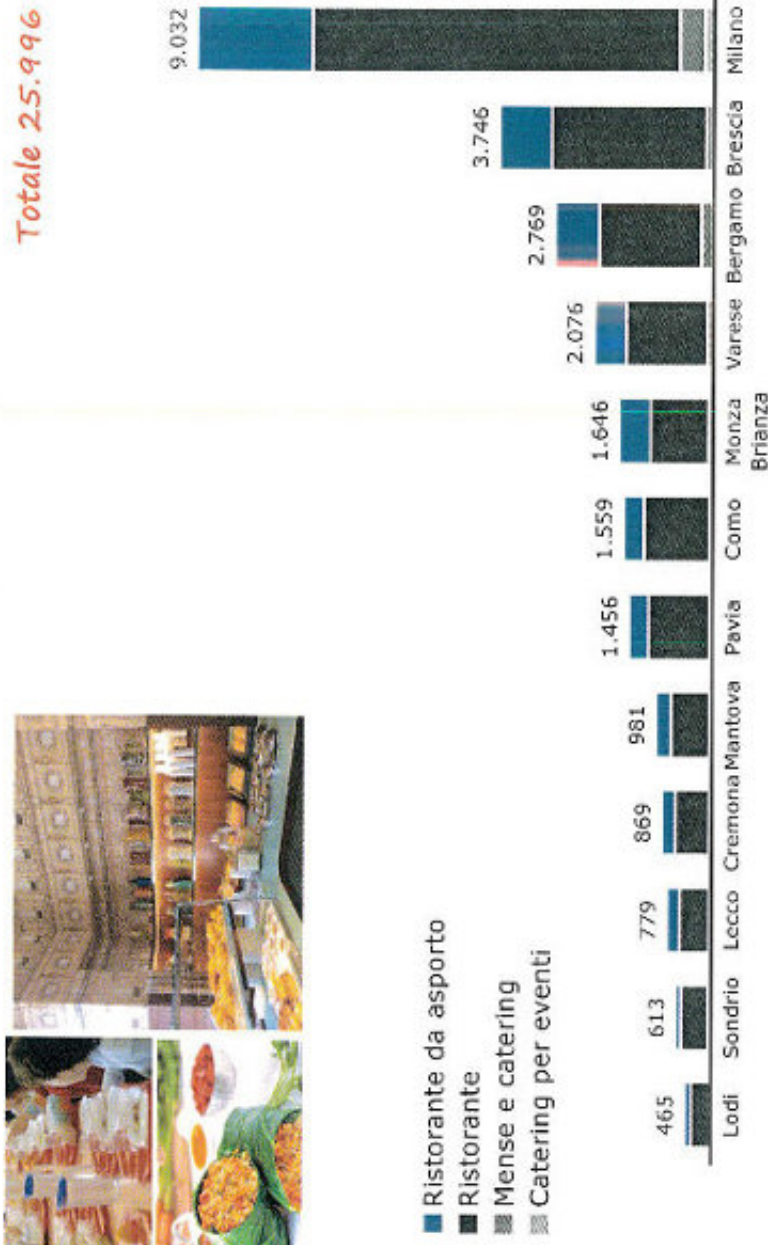 Totale 25.996
Ristorante da asporto
Ristorante
Mense e catering
Catering per eventi
465
613
779
869
981
1.456
1.559
1.646
2.076
2.769
3.746
9.032
Lodi
Sondrio
Lecco
Cremona
Mantova
Pavia
Como
Monza
Brianza
Varese
Bergamo
Brescia
Milano